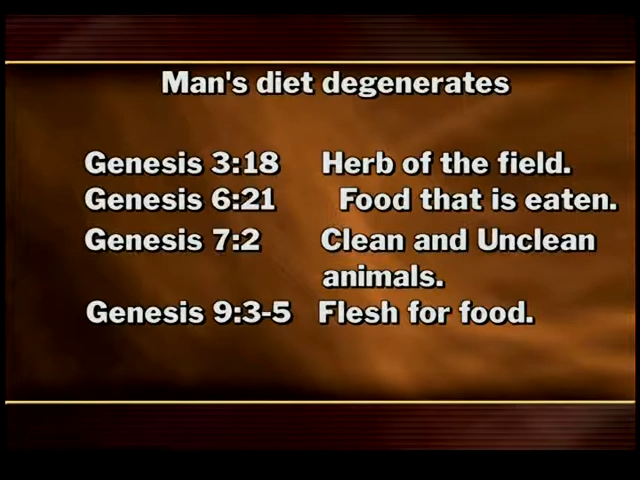 Man's diet degenerates
Genesis 3:18 Herb of the field.
Genesis 6:21 Food that is eaten.
Genesis 7:2 Clean and Unclean
animals.
Genesis 9:3-5 Flesh for food.